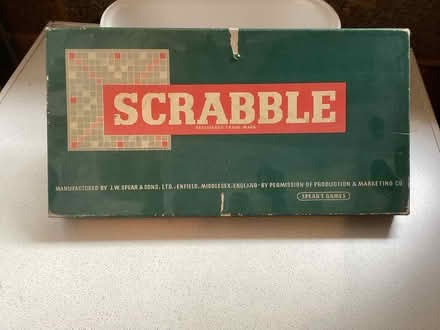 SCRABBLE
REGISTERED TRADE MARK
MANUFACTURED BY J.W. SPEAR & SONS, LTD., ENFIELD, MIDDLESEX, ENGLAND · BY PERMISSION OF PRODUCTION & MARKETING CO
SPEAR'S GAMES